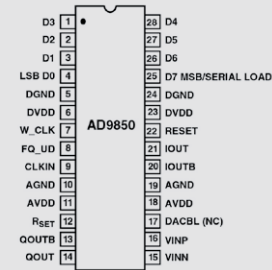 D3 1 28 D4
D2 2 27 D5
D1 3 26 D6
LSB D0 4 25 D7 MSB/SERIAL LOAD
DGND 5 24 DGND
DVDD 6 23 DVDD
W_CLK 7 AD9850 22 RESET
FQ_UD 8 21 IOUT
CLKIN 9 20 IOUTB
AGND 10 19 AGND
AVDD 11 18 AVDD
RSET 12 17 DACBL (NC)
QOUTB 13 16 VINP
QOUT 14 15 VINN